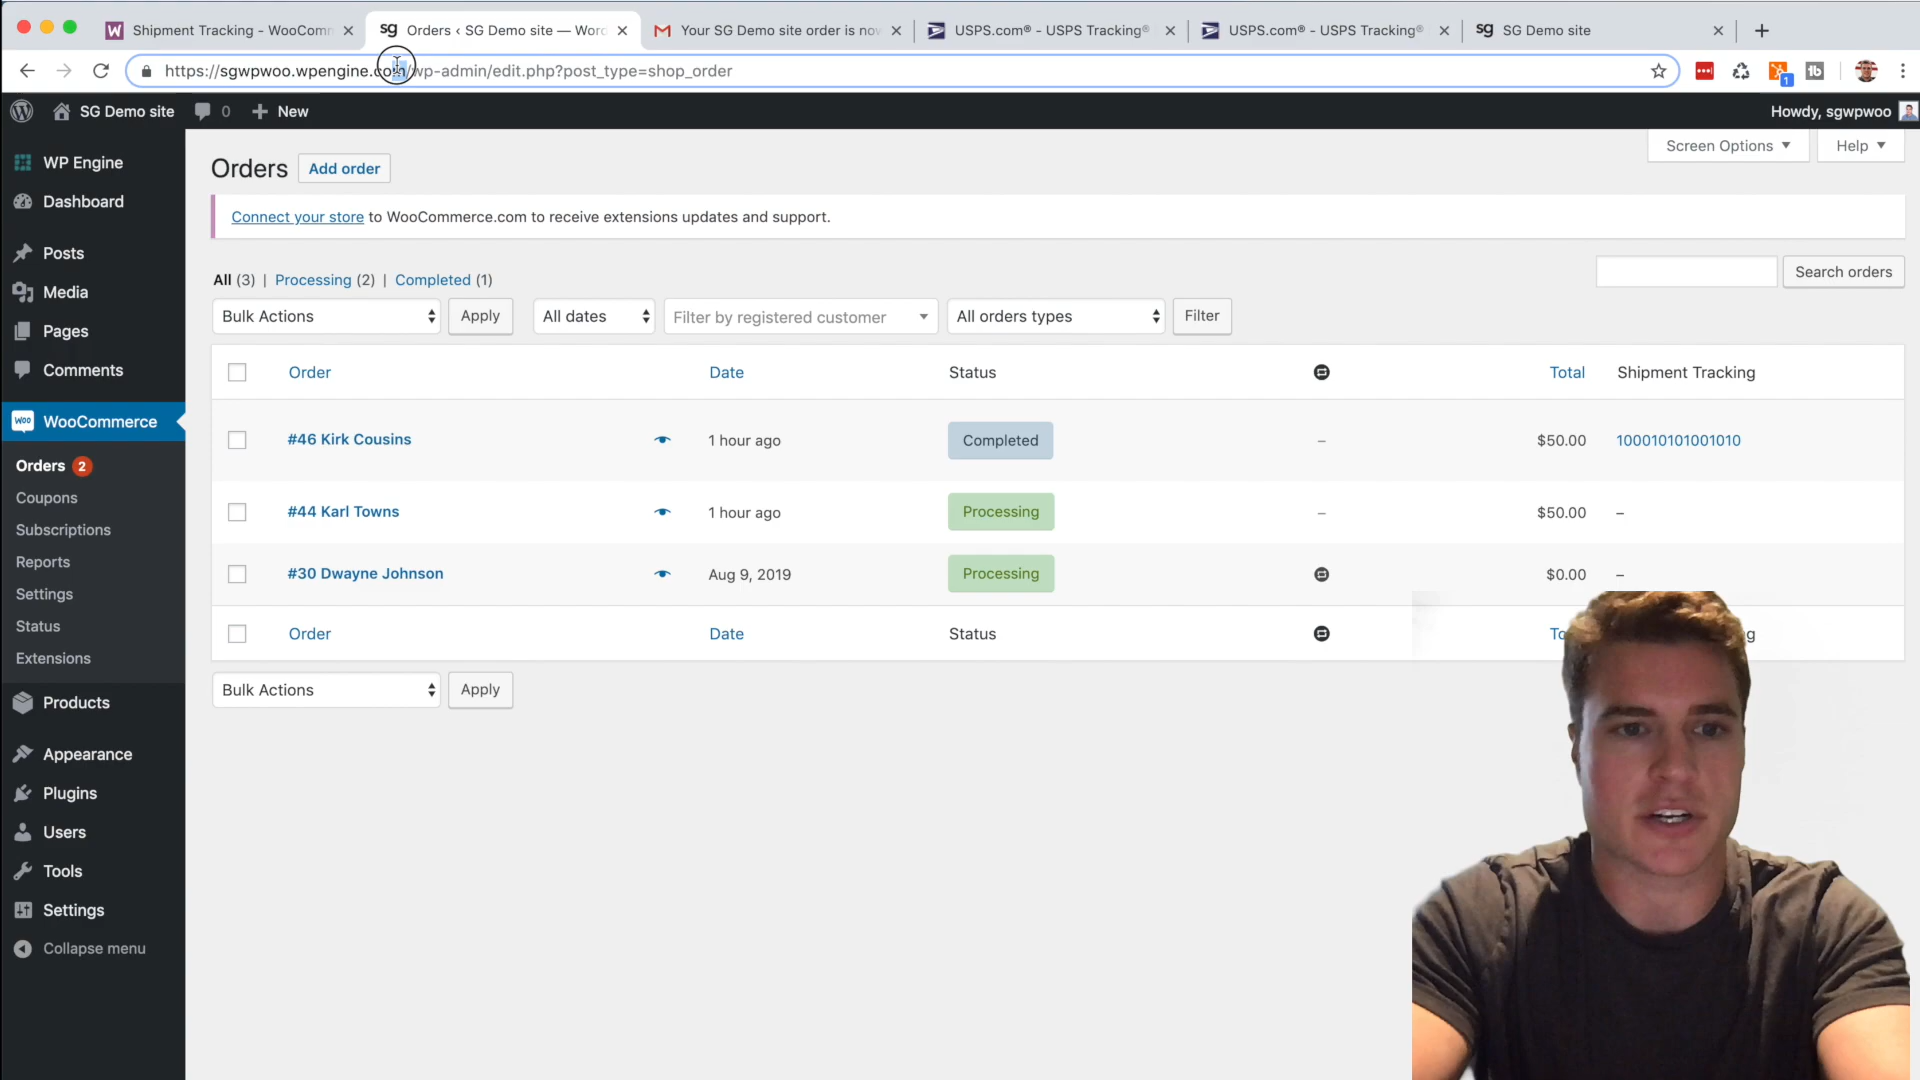 Shipment Tracking - WooComm
sg Orders ‹ SG Demo site — Word
Your SG Demo site order is now
USPS.com® - USPS Tracking®
USPS.com® - USPS Tracking®
sg SG Demo site
https://sgwpwoo.wpengine.com/wp-admin/edit.php?post_type=shop_order
1
SG Demo site
0
New
Howdy, sgwpwoo
WP Engine
Dashboard
Posts
Media
Pages
Comments
WooCommerce
Orders 2
Coupons
Subscriptions
Reports
Settings
Status
Extensions
Products
Appearance
Plugins
Users
Tools
Settings
Collapse menu
Screen Options
Help
Orders
Add order
Connect your store to WooCommerce.com to receive extensions updates and support.
All (3) | Processing (2) | Completed (1)
Search orders
Bulk Actions
Apply
All dates
Filter by registered customer
All orders types
Filter
Order Date Status Total Shipment Tracking
#46 Kirk Cousins 1 hour ago Completed – $50.00 100010101001010
#44 Karl Towns 1 hour ago Processing – $50.00 –
#30 Dwayne Johnson Aug 9, 2019 Processing $0.00 –
Order Date Status
Bulk Actions
Apply